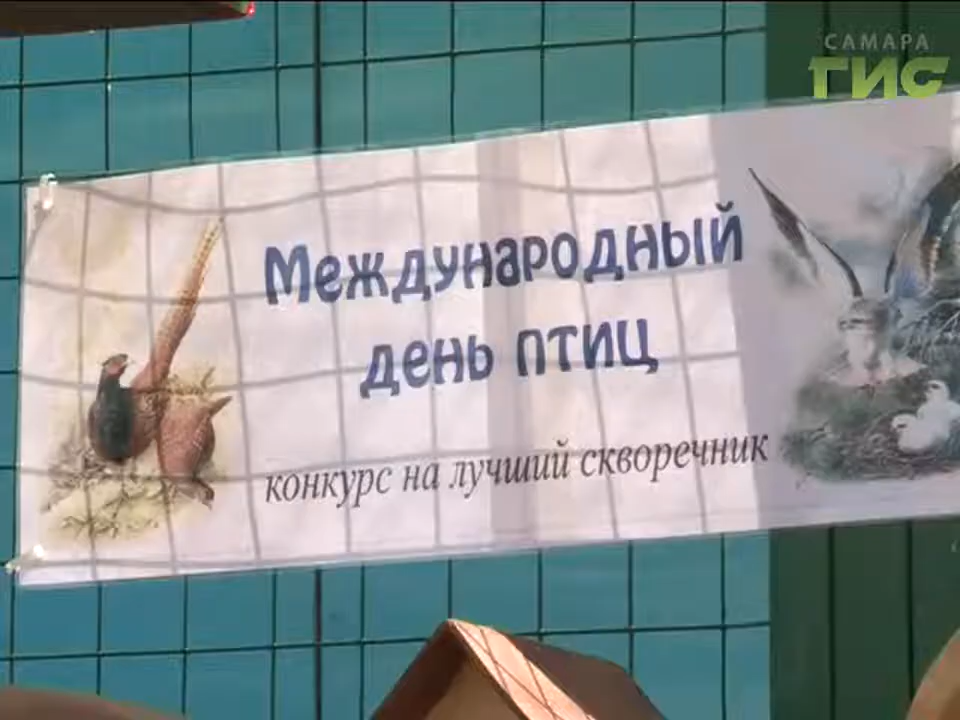 САМАРА
ГИС
Международный
день птиц
конкурс на лучший скворечник